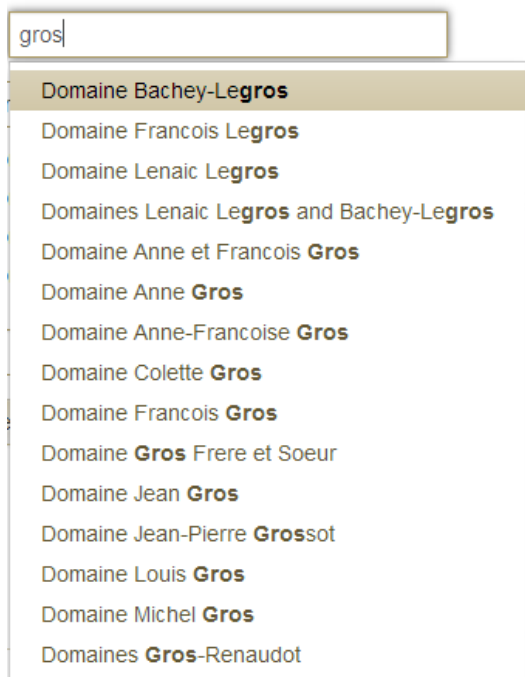 gros
Domaine Bachey-Legros
Domaine Francois Legros
Domaine Lenaic Legros
Domaines Lenaic Legros and Bachey-Legros
Domaine Anne et Francois Gros
Domaine Anne Gros
Domaine Anne-Francoise Gros
Domaine Colette Gros
Domaine Francois Gros
Domaine Gros Frere et Soeur
Domaine Jean Gros
Domaine Jean-Pierre Grossot
Domaine Louis Gros
Domaine Michel Gros
Domaines Gros-Renaudot